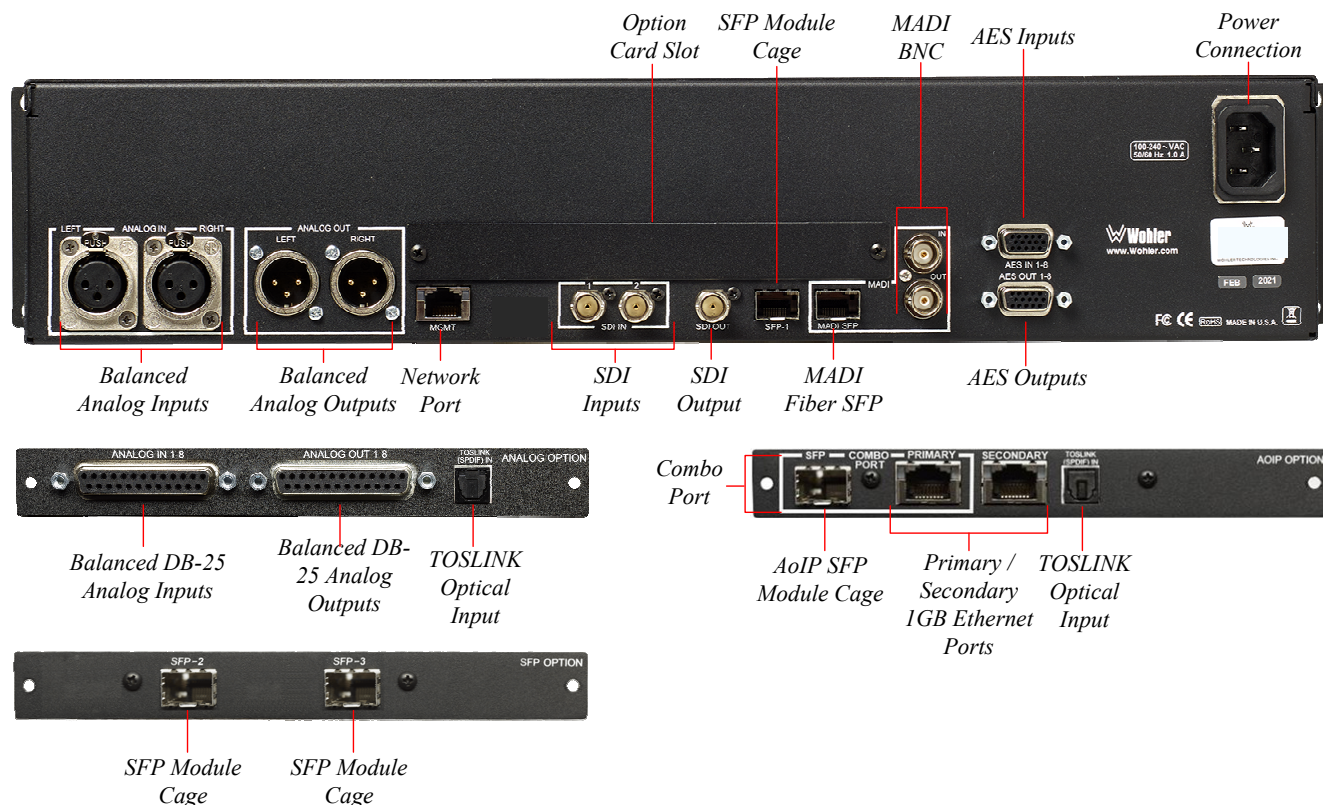 Option
Card Slot
SFP Module
Cage
MADI
BNC
AES Inputs
Power
Connection
100-240 ~ VAC
50/60 Hz 1.0 A
LEFT ANALOG IN RIGHT
PUSH PUSH
ANALOG OUT
LEFT RIGHT
MGMT
1 2
SDI IN
SDI OUT
SFP-1
MADI
MADI SFP
IN
OUT
AES IN 1-8
AES OUT 1-8
Wohler
www.Wohler.com
FEB 2021
FC CE RoHS MADE IN U.S.A.
Balanced
Analog Inputs
Balanced
Analog Outputs
Network
Port
SDI
Inputs
SDI
Output
MADI
Fiber SFP
AES Outputs
ANALOG IN 1-8
ANALOG OUT 1-8
TOSLINK
(SPDIF) IN
ANALOG OPTION
Balanced DB-25
Analog Inputs
Balanced DB-
25 Analog
Outputs
TOSLINK
Optical
Input
Combo
Port
SFP COMBO PORT PRIMARY
SECONDARY
TOSLINK
(SPDIF) IN
AOIP OPTION
AoIP SFP
Module Cage
Primary /
Secondary
1GB Ethernet
Ports
TOSLINK
Optical
Input
SFP-2
SFP-3
SFP OPTION
SFP Module
Cage
SFP Module
Cage